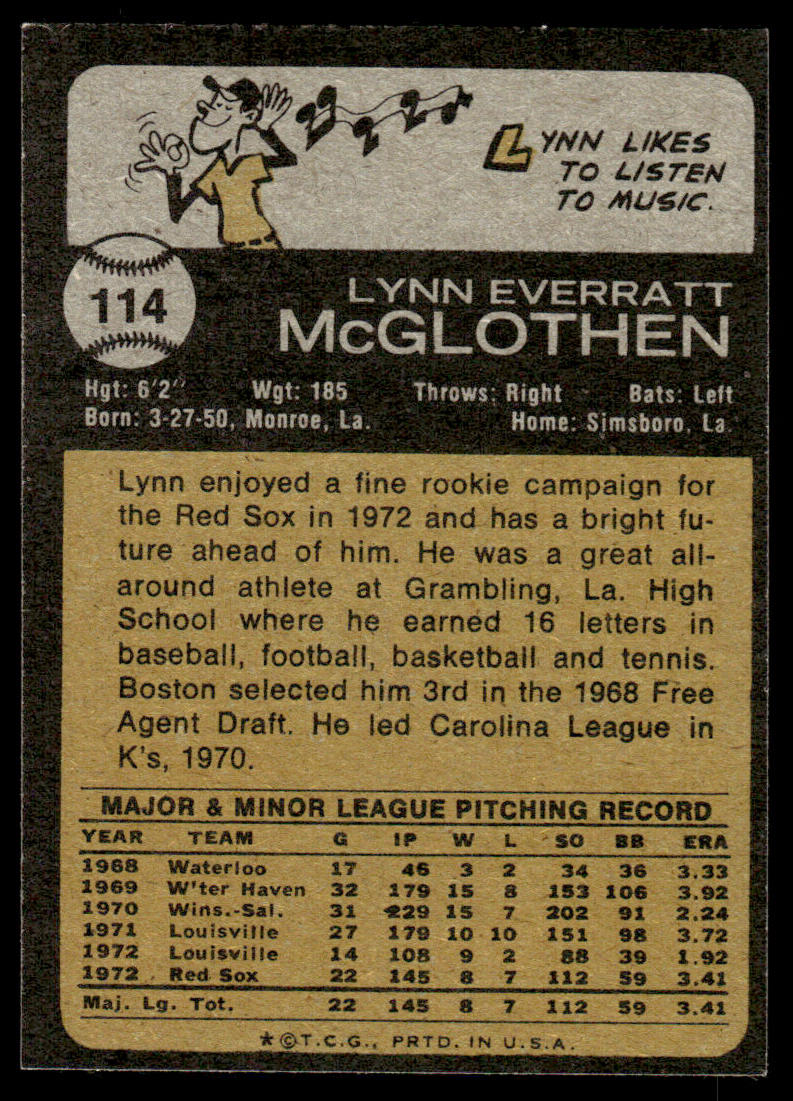 LYNN LIKES
TO LISTEN
TO MUSIC.
114
LYNN EVERRATT
McGLOTHEN
Hgt: 6'2" Wgt: 185 Throws: Right Bats: Left
Born: 3-27-50, Monroe, La. Home: Simsboro, La.
Lynn enjoyed a fine rookie campaign for
the Red Sox in 1972 and has a bright fu-
ture ahead of him. He was a great all-
around athlete at Grambling, La. High
School where he earned 16 letters in
baseball, football, basketball and tennis.
Boston selected him 3rd in the 1968 Free
Agent Draft. He led Carolina League in
K's, 1970.
MAJOR & MINOR LEAGUE PITCHING RECORD
YEAR TEAM G IP W L SO BB ERA
1968 Waterloo 17 46 3 2 34 36 3.33
1969 W'ter Haven 32 179 15 8 153 106 3.92
1970 Wins.-Sal. 31 229 15 7 202 91 2.24
1971 Louisville 27 179 10 10 151 98 3.72
1972 Louisville 14 108 9 2 88 39 1.92
1972 Red Sox 22 145 8 7 112 59 3.41
Maj. Lg. Tot. 22 145 8 7 112 59 3.41
*©T.C.G., PRTD. IN U.S.A.